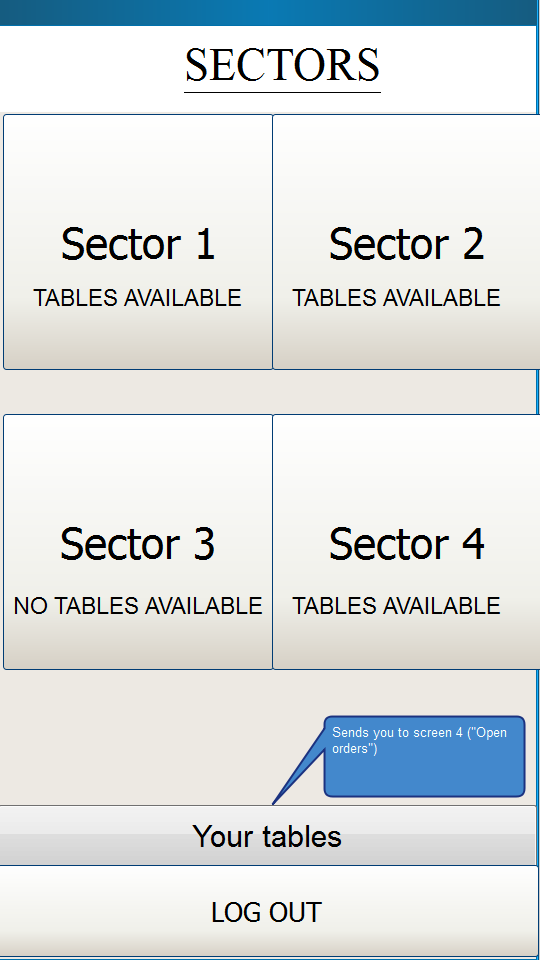 SECTORS
Sector 1
TABLES AVAILABLE
Sector 2
TABLES AVAILABLE
Sector 3
NO TABLES AVAILABLE
Sector 4
TABLES AVAILABLE
Sends you to screen 4 ("Open
orders")
Your tables
LOG OUT